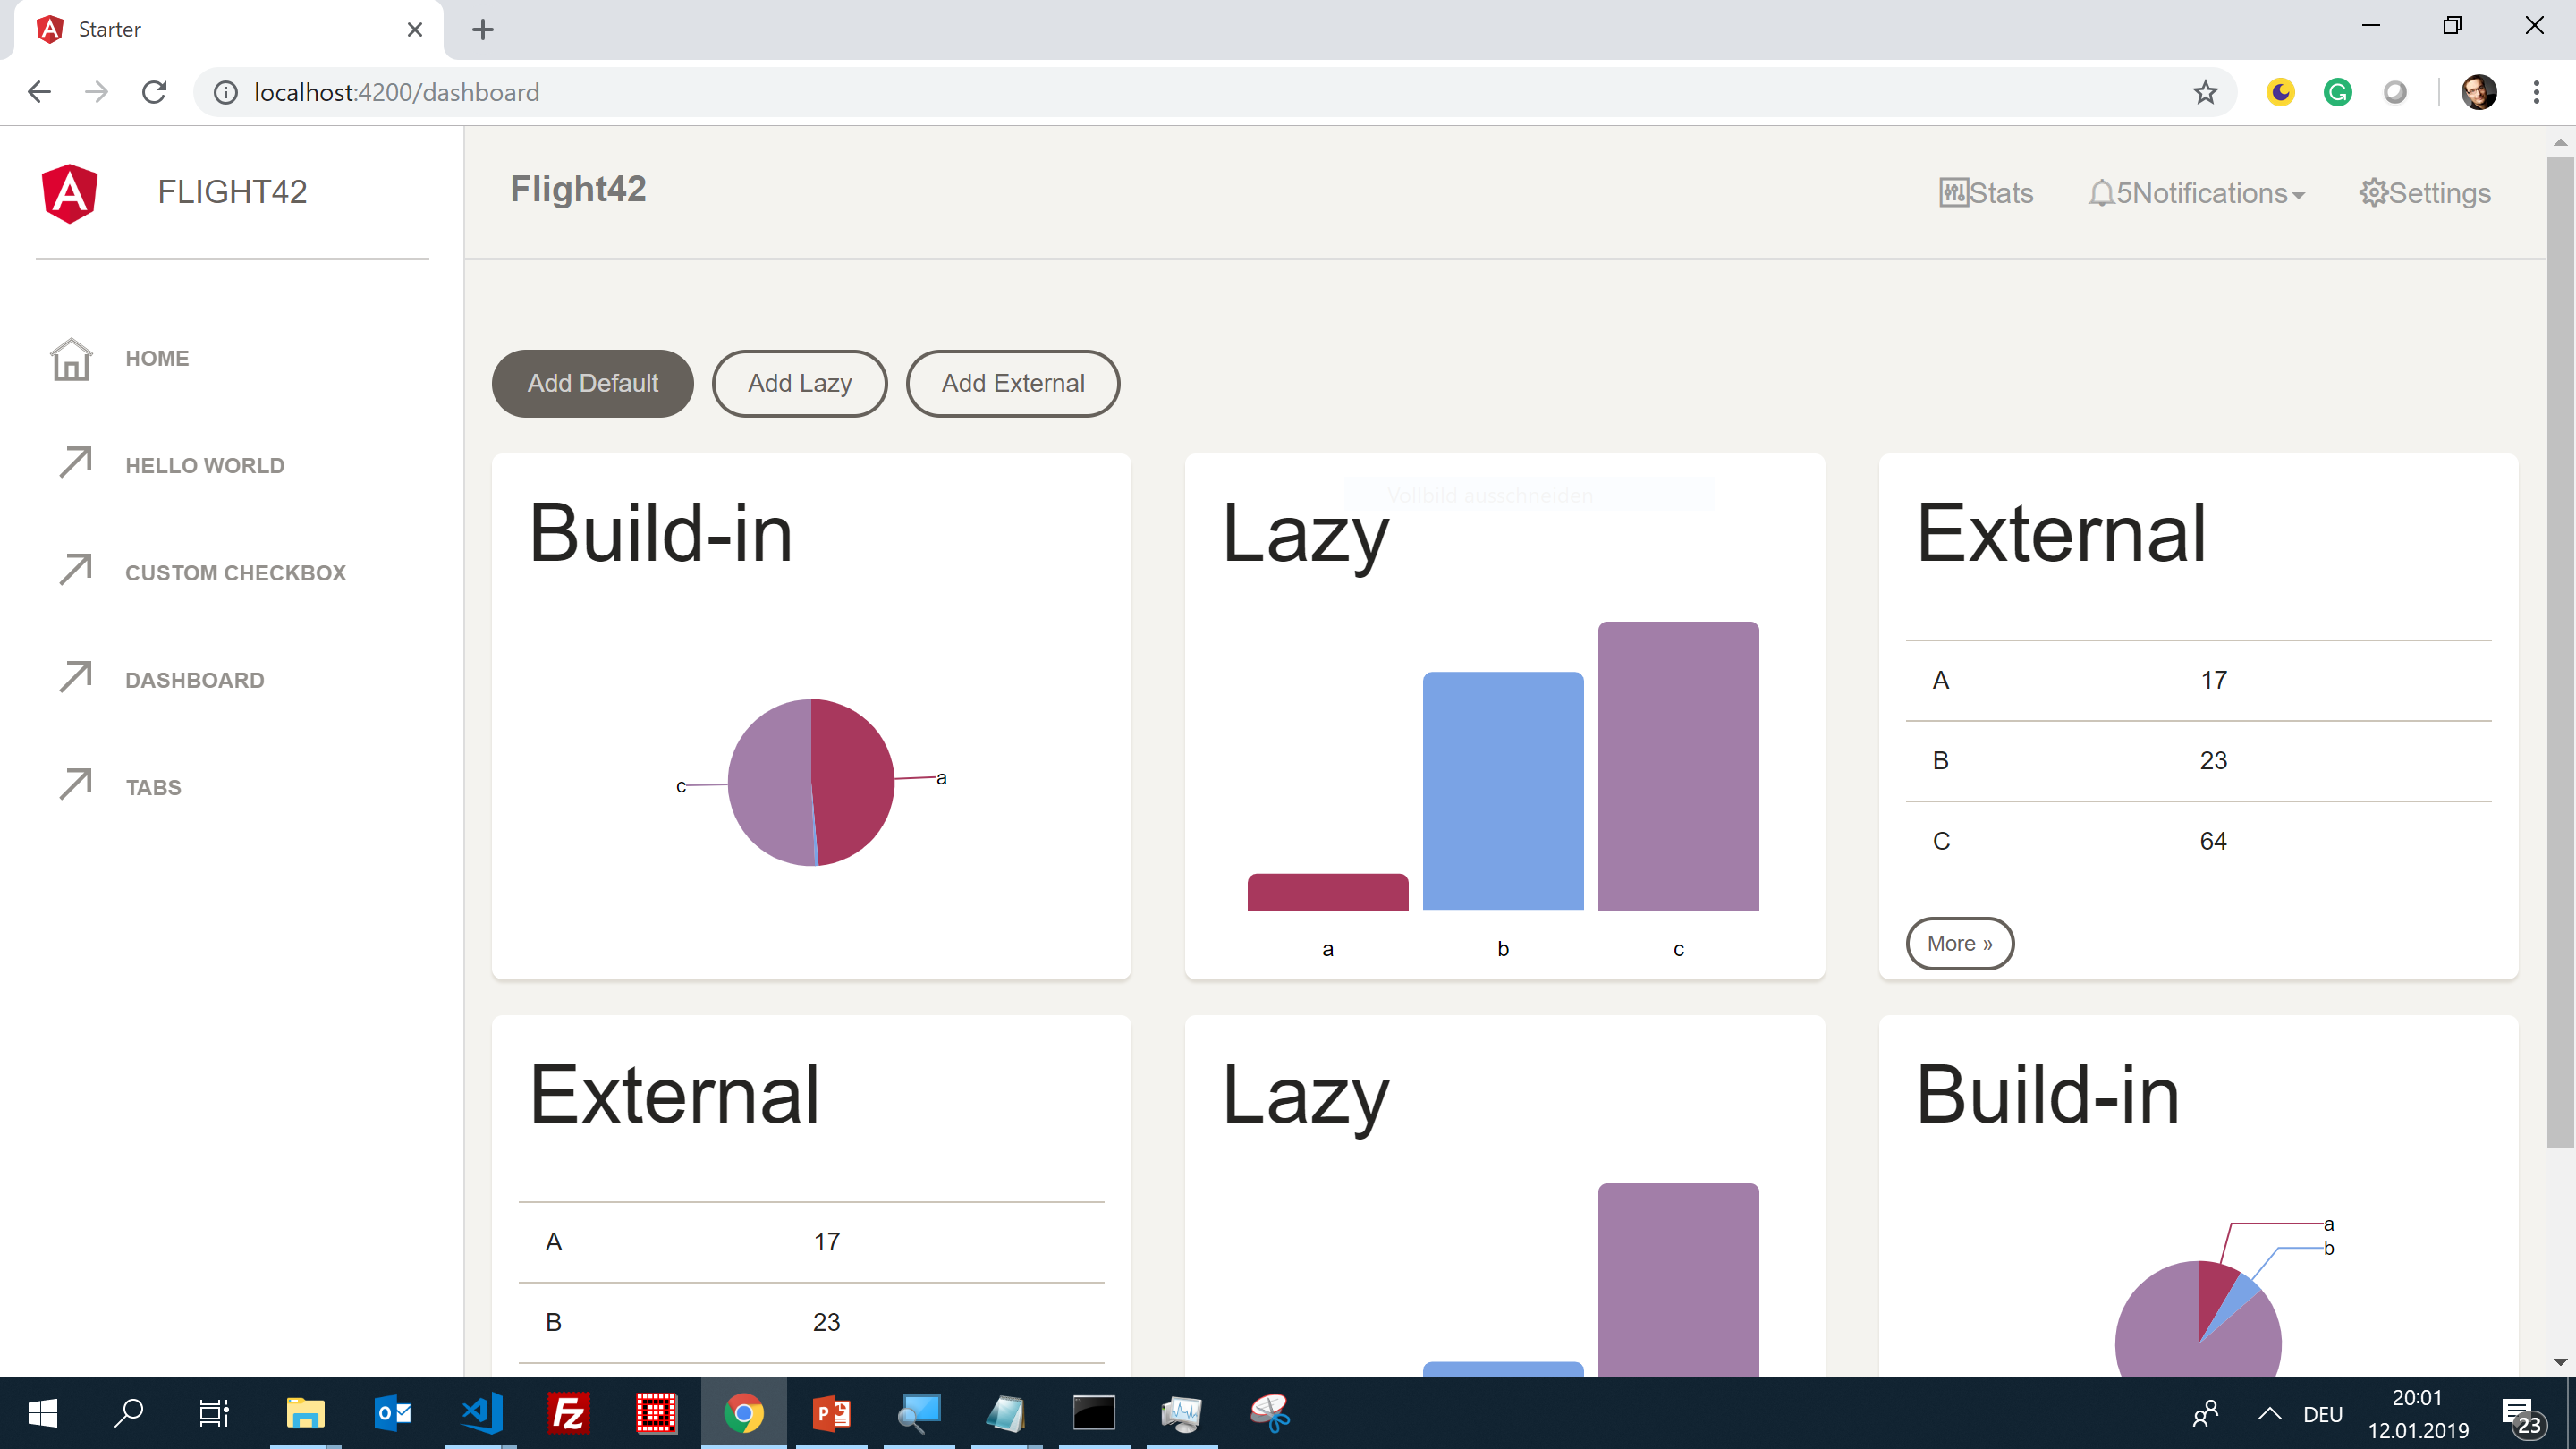 Starter
localhost:4200/dashboard
FLIGHT42
Flight42
Stats
5Notifications
Settings
HOME
HELLO WORLD
CUSTOM CHECKBOX
DASHBOARD
TABS
Add Default
Add Lazy
Add External
Build-in
c
a
Lazy
Vollbild ausschneiden
a
b
c
External
A 17
B 23
C 64
More »
External
A 17
B 23
Lazy
Build-in
a
b
DEU
20:01
12.01.2019
23